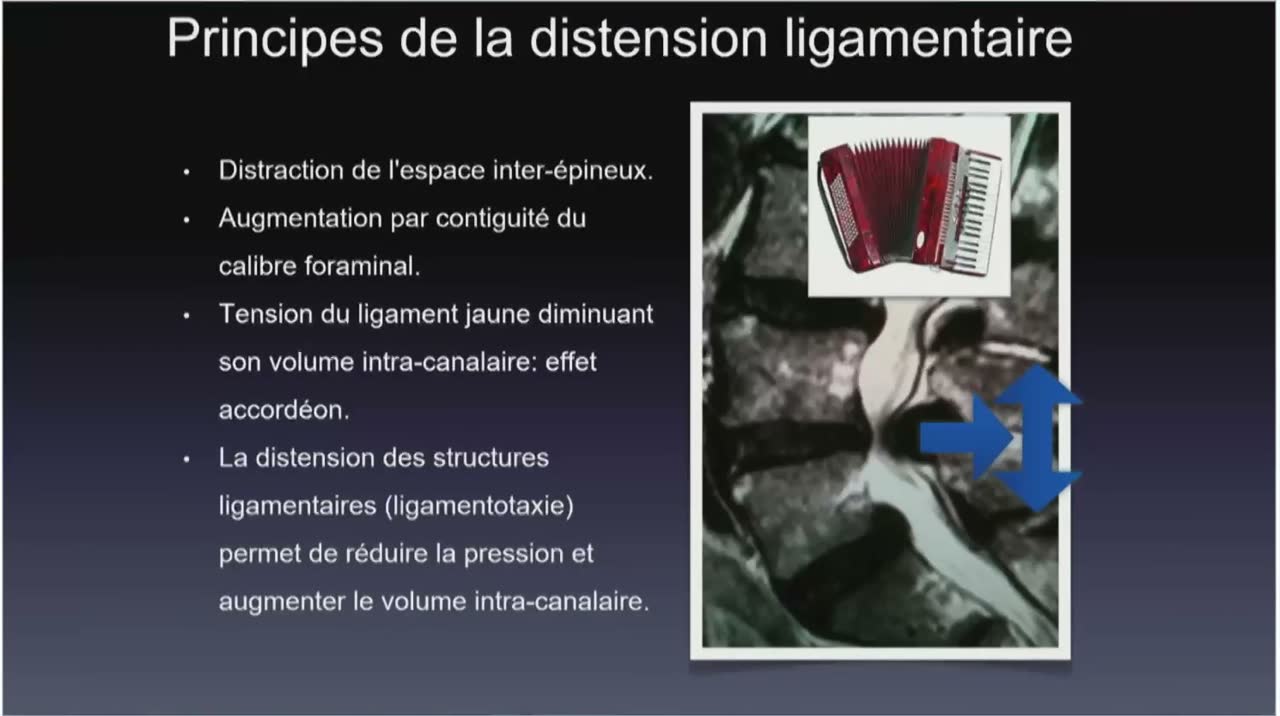 Principes de la distension ligamentaire
• Distraction de l'espace inter-épineux.
• Augmentation par contiguité du
calibre foraminal.
• Tension du ligament jaune diminuant
son volume intra-canalaire: effet
accordéon.
• La distension des structures
ligamentaires (ligamentotaxie)
permet de réduire la pression et
augmenter le volume intra-canalaire.